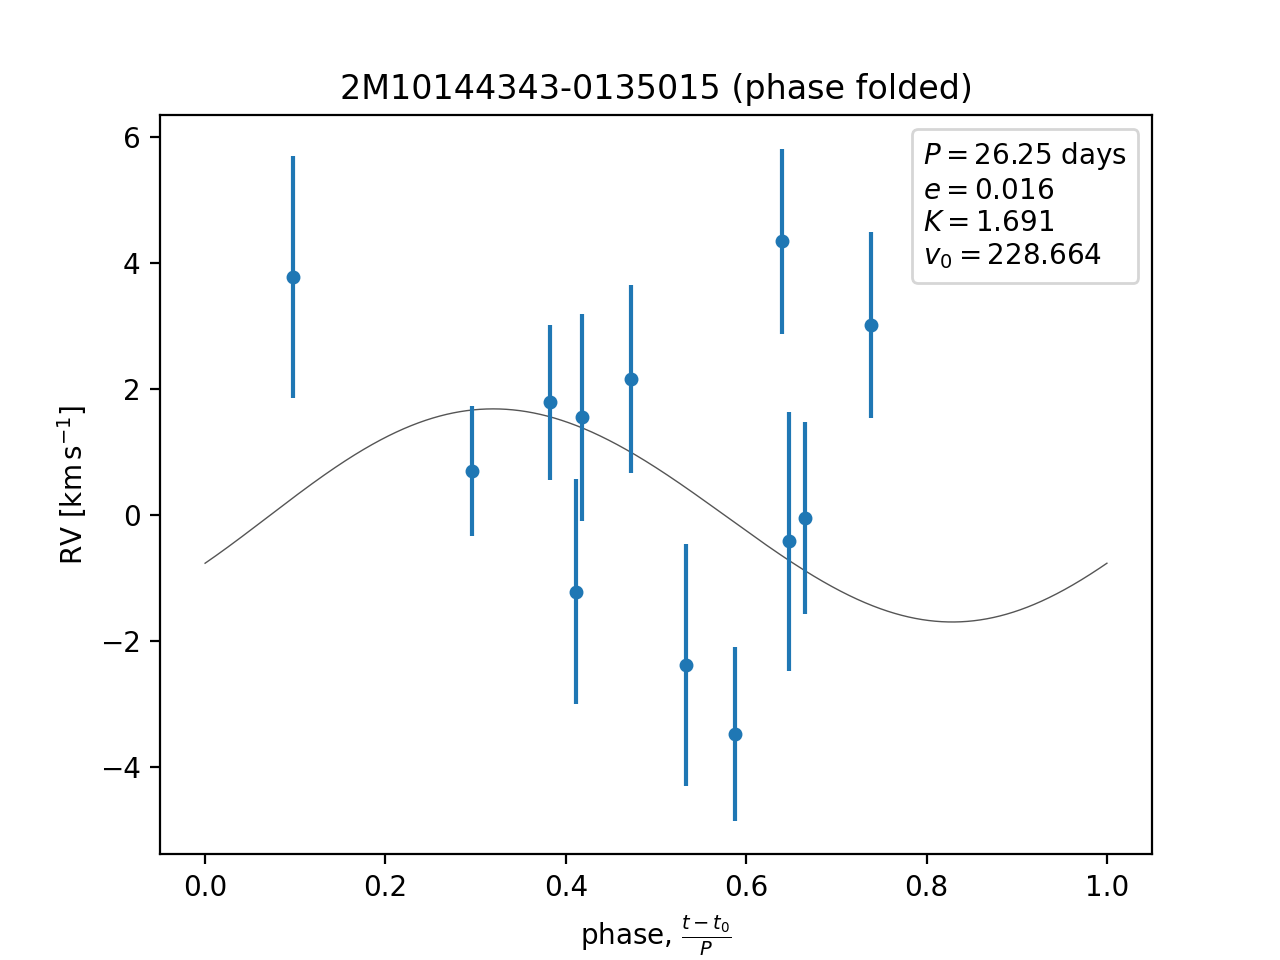 2M10144343-0135015 (phase folded)
P = 26.25 days
e = 0.016
K = 1.691
v₀ = 228.664
RV [km s⁻¹]
6
4
2
0
−2
−4
0.0 0.2 0.4 0.6 0.8 1.0
phase, (t − t₀)/P